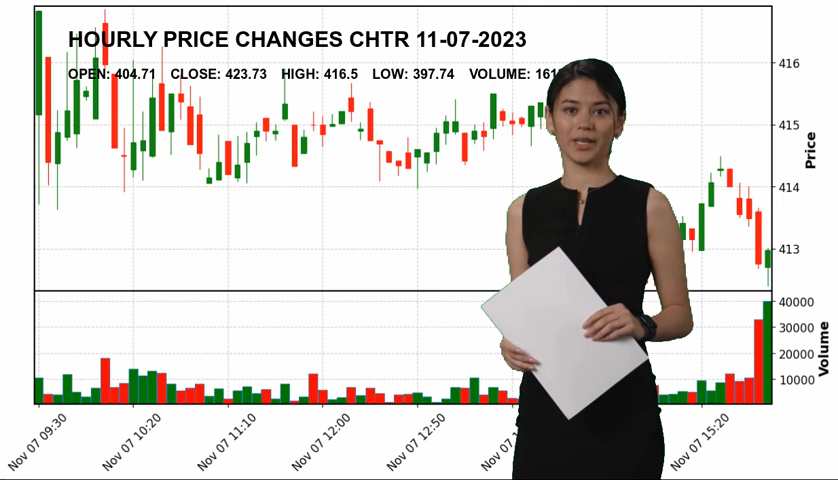 HOURLY PRICE CHANGES CHTR 11-07-2023
OPEN: 404.71 CLOSE: 423.73 HIGH: 416.5 LOW: 397.74 VOLUME:
416
415
414
413
Price
40000
30000
20000
10000
Volume
Nov 07 09:30
Nov 07 10:20
Nov 07 11:10
Nov 07 12:00
Nov 07 12:50
Nov 07 15:20